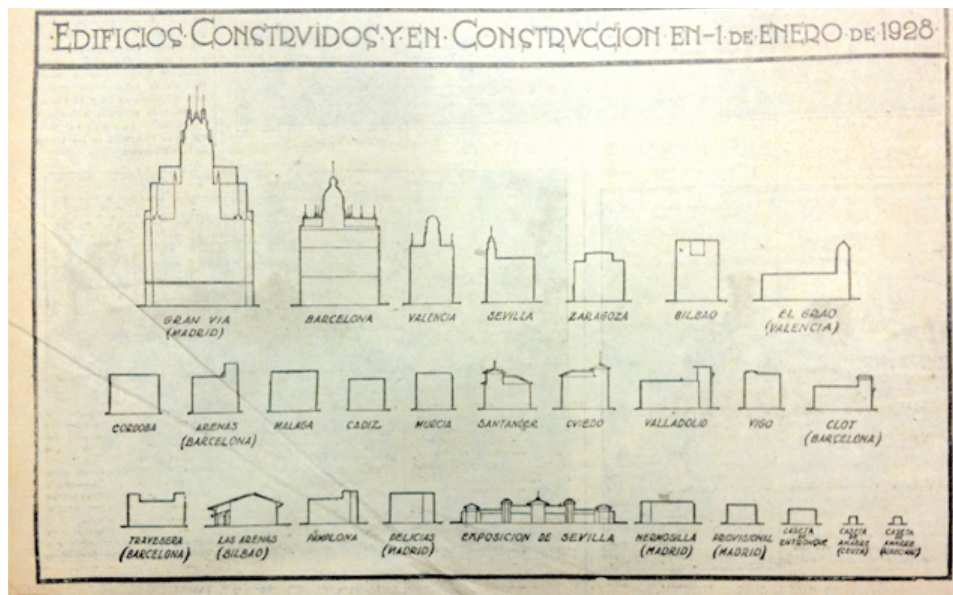 ·EDIFICIOS·CONSTRVIDOS·Y·EN·CONSTRVCCION·EN-1·DE·ENERO·DE·1928·
GRAN VIA
(MADRID)
BARCELONA
VALENCIA
SEVILLA
ZARAGOZA
BILBAO
EL GRAO
(VALENCIA)
CORDOBA
ARENAS
(BARCELONA)
MALAGA
CADIZ
MURCIA
SANTANDER
OVIEDO
VALLADOLID
VIGO
CLOT
(BARCELONA)
TRAVESERA
(BARCELONA)
LAS ARENAS
(BILBAO)
PAMPLONA
DELICIAS
(MADRID)
EXPOSICION DE SEVILLA
HERMOSILLA
(MADRID)
PROVISIONAL
(MADRID)
CASETA
DE
ENTRONQUE
CASETA
DE
AMARRE
(CEUTA)
CASETA
DE
AMARRE